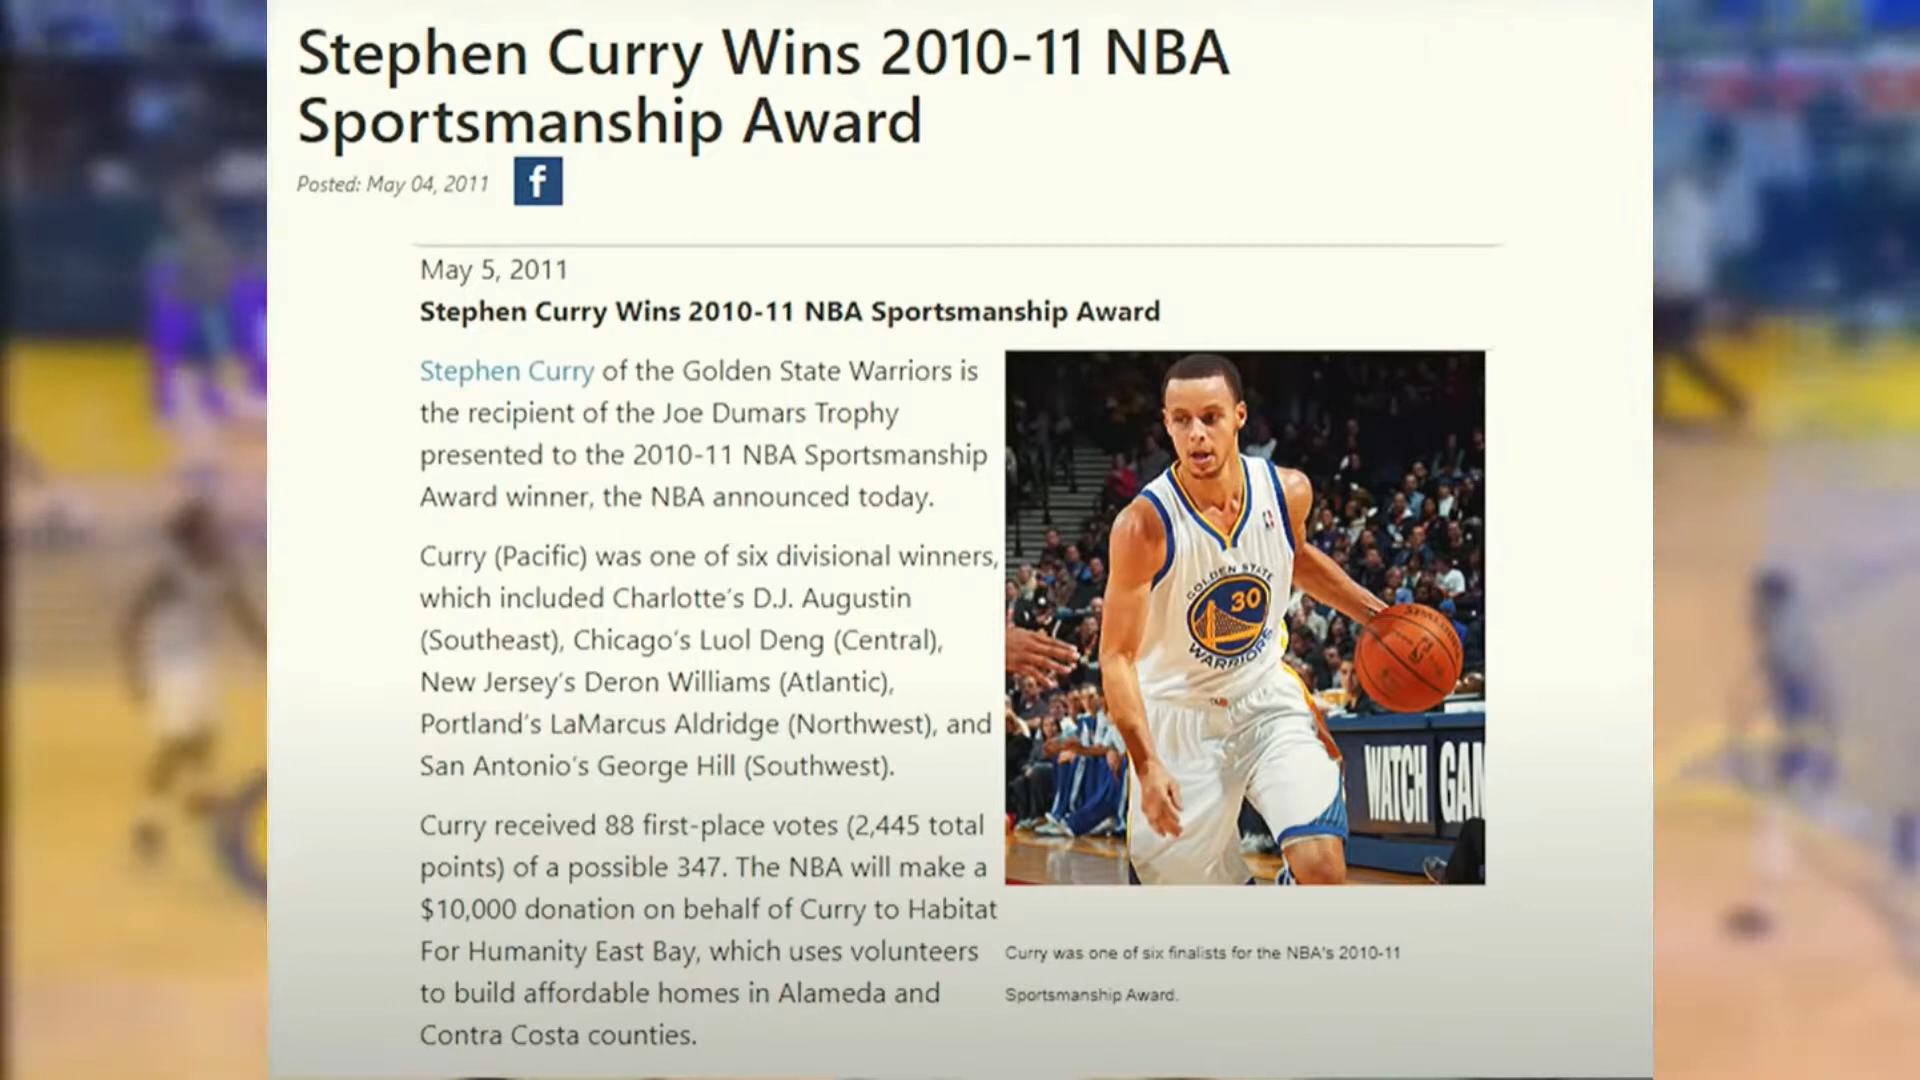 Stephen Curry Wins 2010-11 NBA
Sportsmanship Award
Posted: May 04, 2011
f
May 5, 2011
Stephen Curry Wins 2010-11 NBA Sportsmanship Award
Stephen Curry of the Golden State Warriors is
the recipient of the Joe Dumars Trophy
presented to the 2010-11 NBA Sportsmanship
Award winner, the NBA announced today.
Curry (Pacific) was one of six divisional winners,
which included Charlotte's D.J. Augustin
(Southeast), Chicago's Luol Deng (Central),
New Jersey's Deron Williams (Atlantic),
Portland's LaMarcus Aldridge (Northwest), and
San Antonio's George Hill (Southwest).
Curry received 88 first-place votes (2,445 total
points) of a possible 347. The NBA will make a
$10,000 donation on behalf of Curry to Habitat
For Humanity East Bay, which uses volunteers
to build affordable homes in Alameda and
Contra Costa counties.
GOLDEN STATE
30
WARRIORS
WATCH GAM
Curry was one of six finalists for the NBA's 2010-11
Sportsmanship Award.